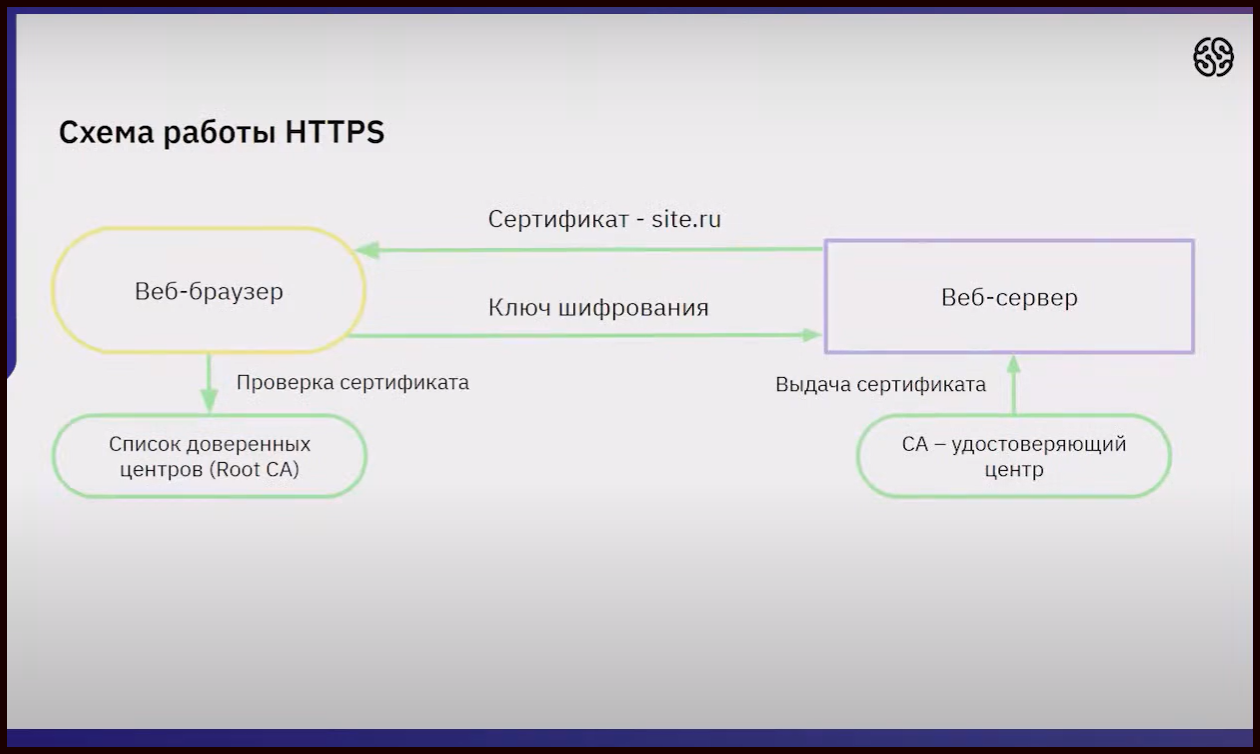 Схема работы HTTPS
Сертификат - site.ru
Веб-браузер
Веб-сервер
Ключ шифрования
Проверка сертификата
Выдача сертификата
Список доверенных
центров (Root CA)
CA – удостоверяющий
центр